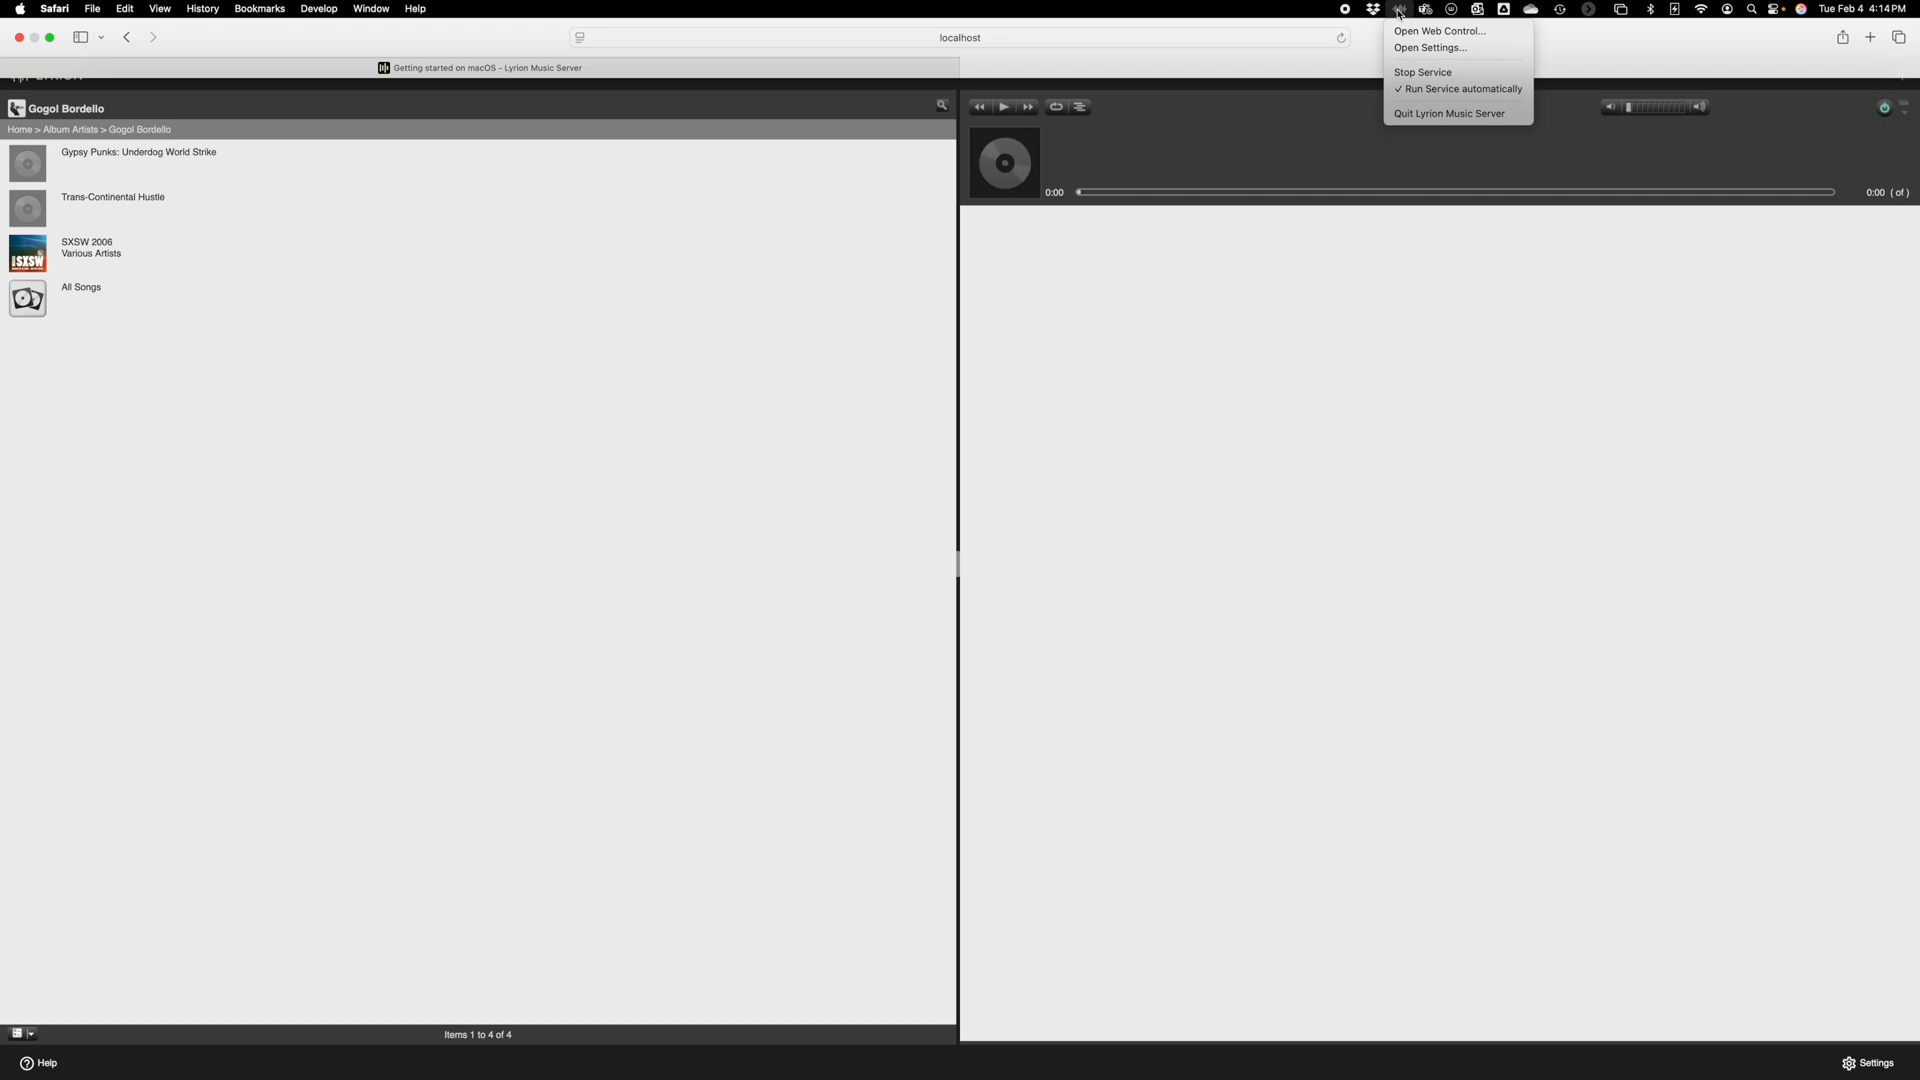 Safari File Edit View History Bookmarks Develop Window Help
Tue Feb 4 4:14 PM
localhost
Open Web Control...
Open Settings...
Stop Service
✓ Run Service automatically
Quit Lyrion Music Server
Getting started on macOS - Lyrion Music Server
Gogol Bordello
Home > Album Artists > Gogol Bordello
Gypsy Punks: Underdog World Strike
Trans-Continental Hustle
SXSW
SXSW 2006
Various Artists
All Songs
0:00
0:00 ( of )
Items 1 to 4 of 4
Help
Settings